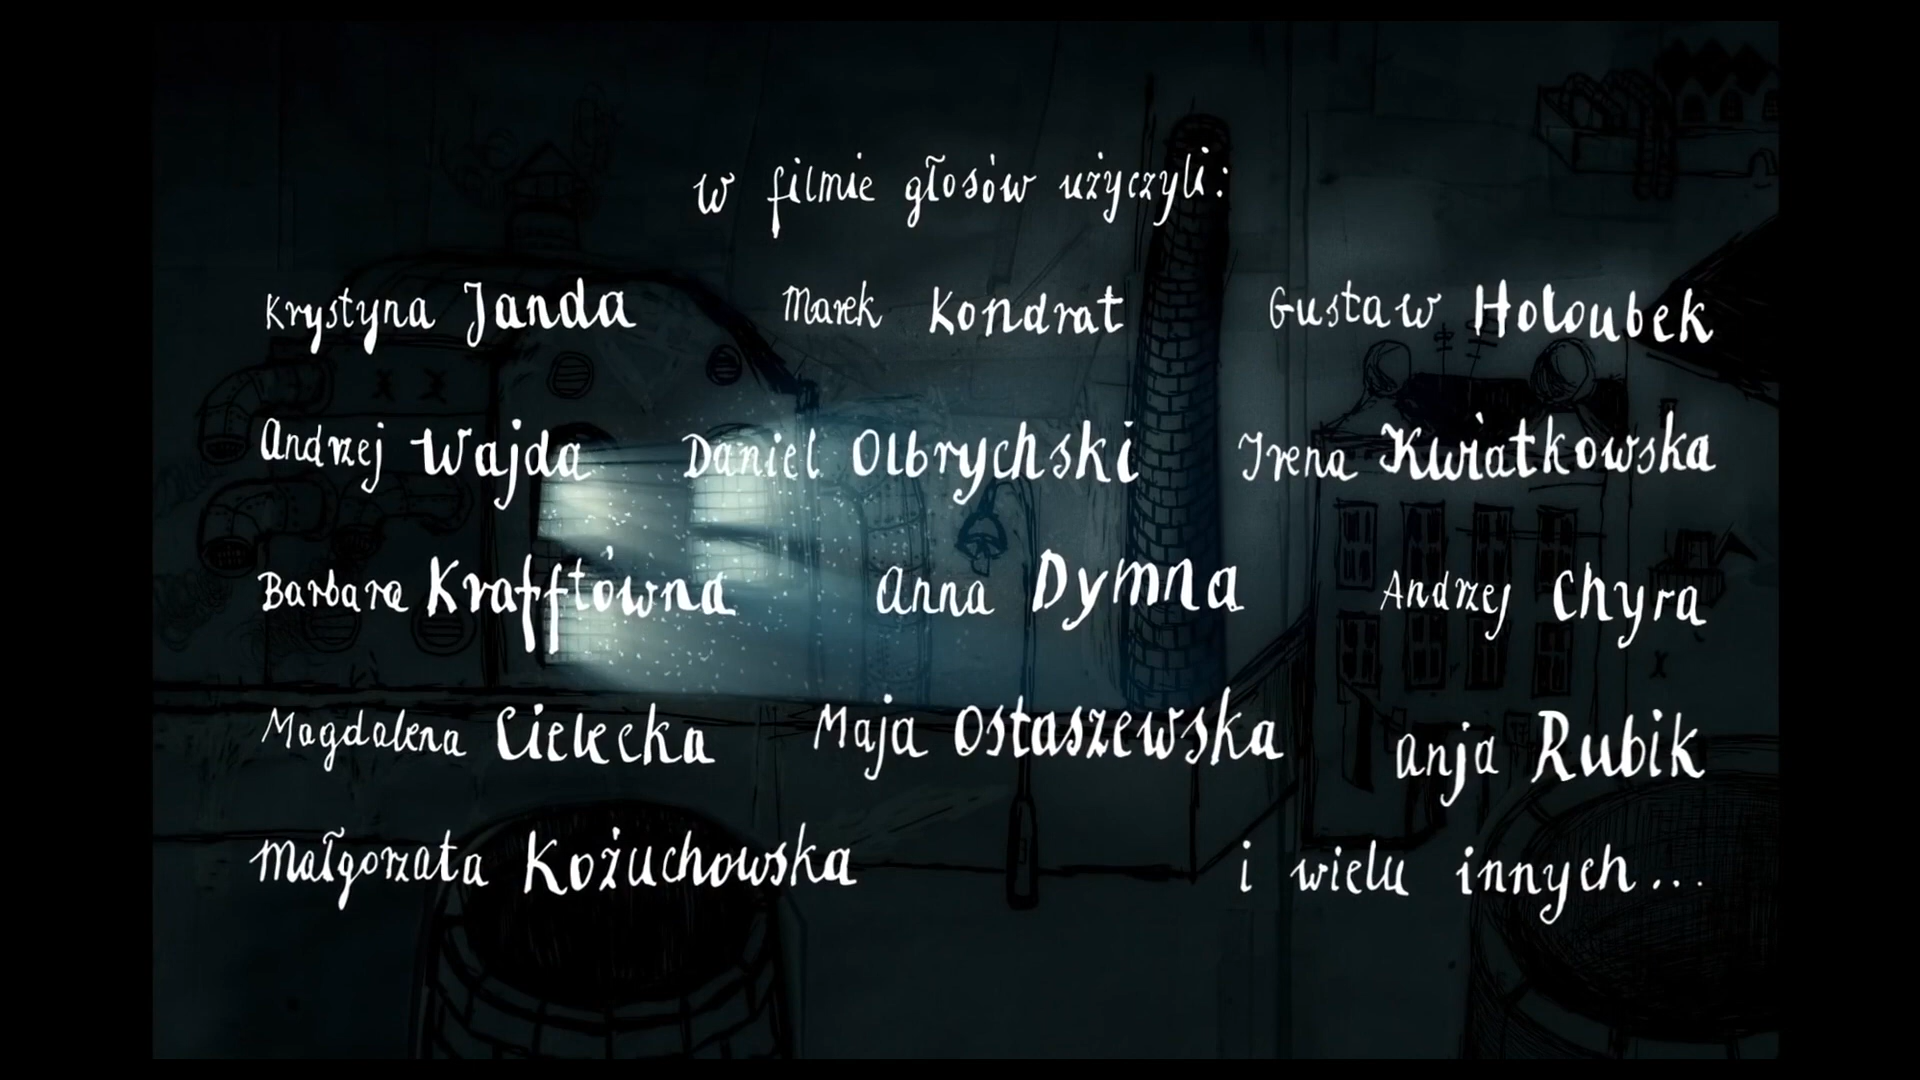 w filmie głosów użyczyli:
Krystyna Janda Marek Kondrat Gustaw Holoubek
Andrzej Wajda Daniel Olbrychski Irena Kwiatkowska
Barbara Krafftówna Anna Dymna Andrzej Chyra
Magdalena Cielecka Maja Ostaszewska Anja Rubik
Małgorzata Kożuchowska i wielu innych...